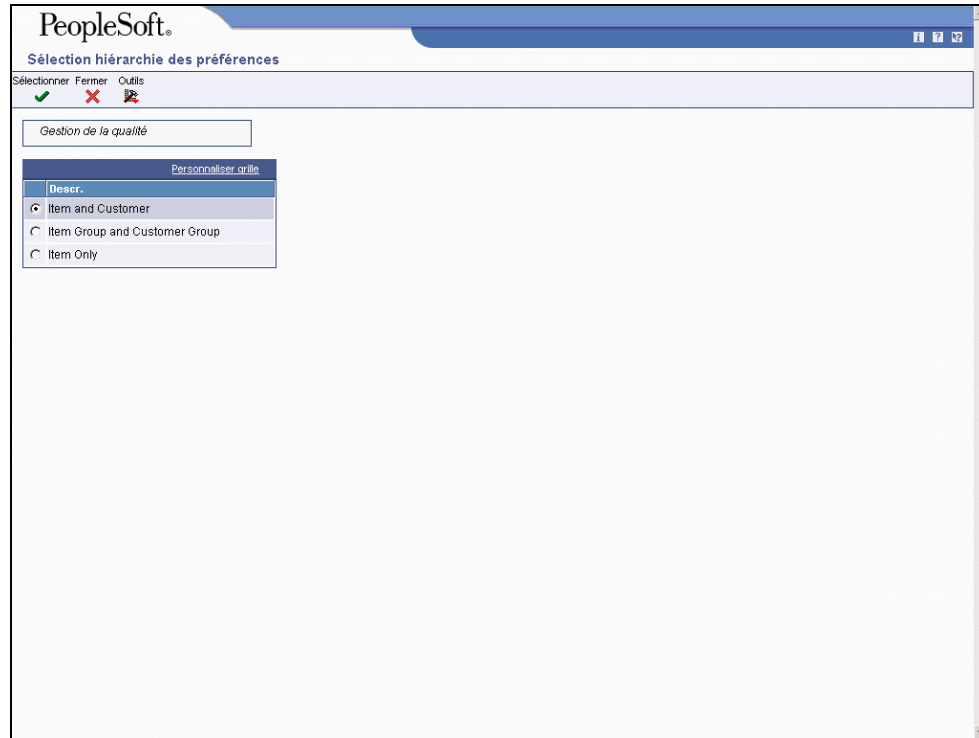 PeopleSoft®
Sélection hiérarchie des préférences
Sélectionner Fermer Outils
Gestion de la qualité
Personnaliser grille
Descr.
Item and Customer
Item Group and Customer Group
Item Only